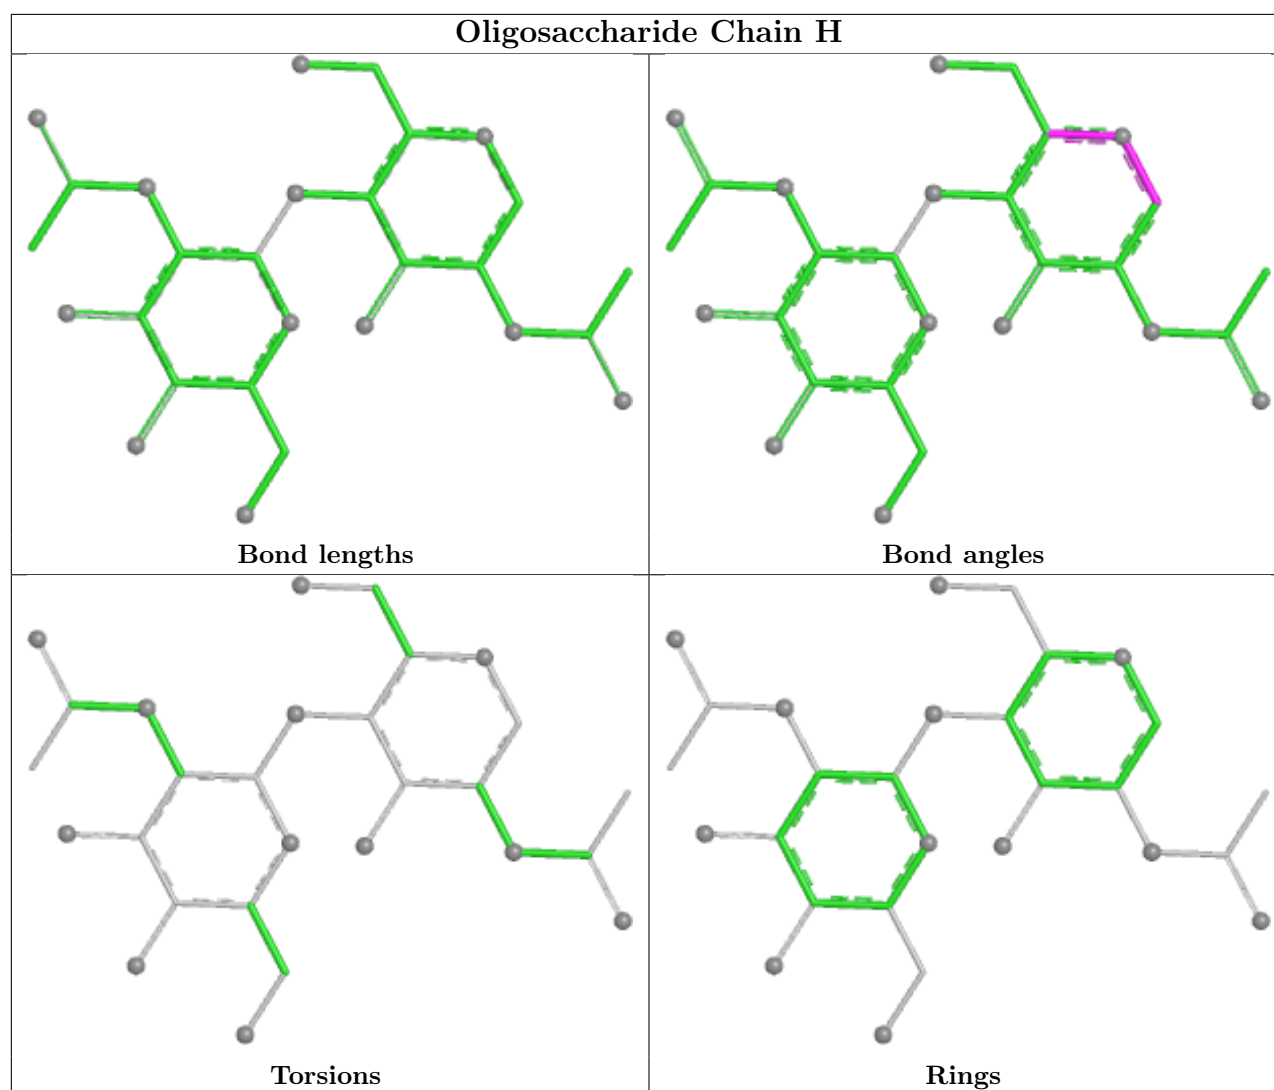 Oligosaccharide Chain H
Bond lengths
Bond angles
Torsions
Rings